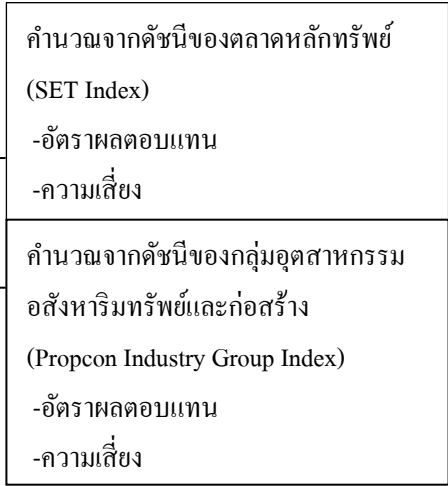 คำนวณจากดัชนีของตลาดหลักทรัพย์
(SET Index)
-อัตราผลตอบแทน
-ความเสี่ยง
คำนวณจากดัชนีของกลุ่มอุตสาหกรรม
อสังหาริมทรัพย์และก่อสร้าง
(Propcon Industry Group Index)
-อัตราผลตอบแทน
-ความเสี่ยง